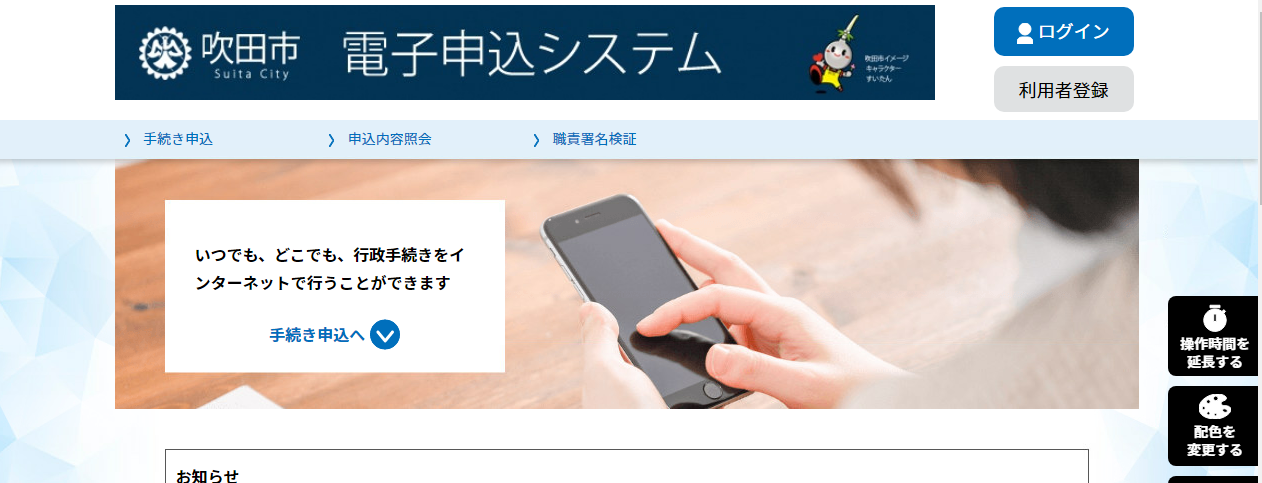 吹田市
Suita City
電子申込システム
吹田市イメージ
キャラクター
すいたん
ログイン
利用者登録
手続き申込
申込内容照会
職責署名検証
いつでも、どこでも、行政手続きをイ
ンターネットで行うことができます
手続き申込へ
操作時間を
延長する
配色を
変更する
お知らせ